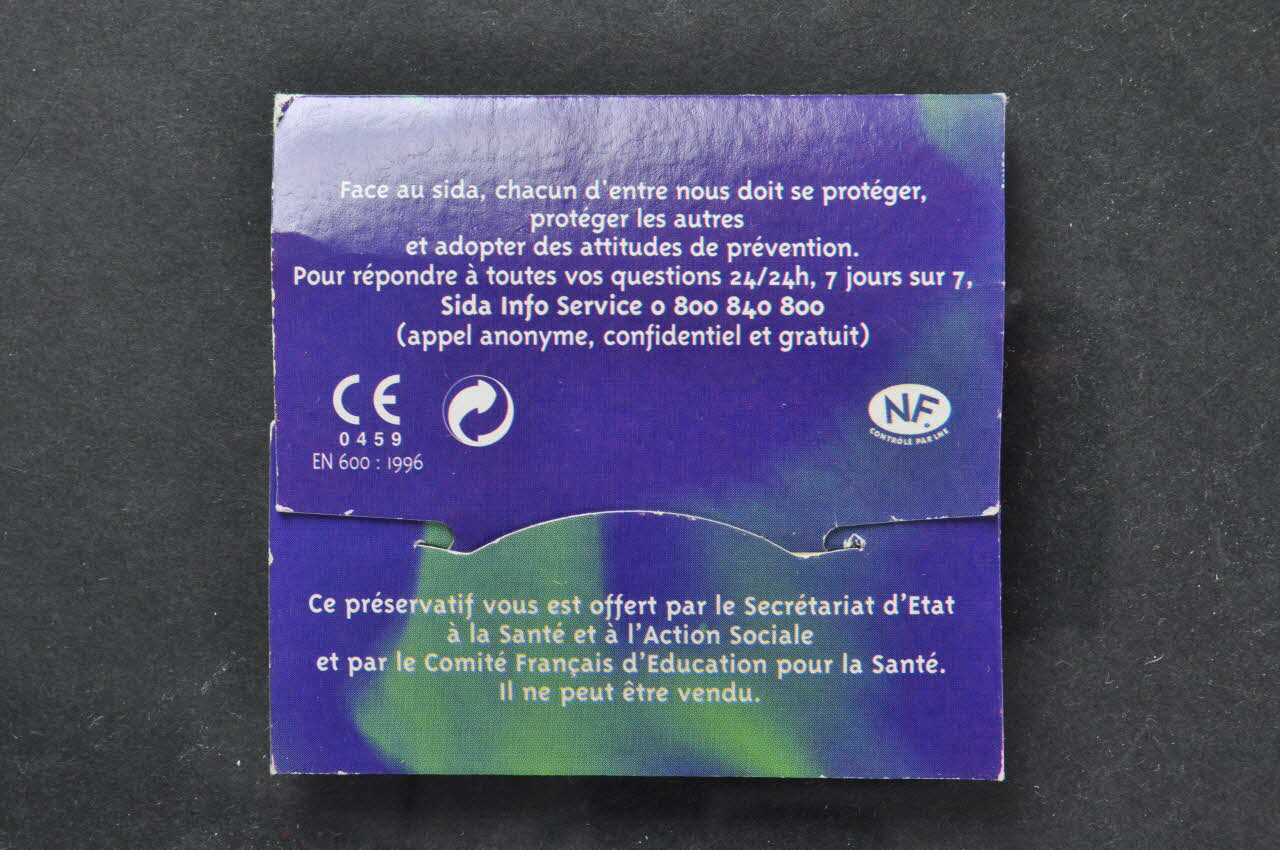 Face au sida, chacun d'entre nous doit se protéger,
protéger les autres
et adopter des attitudes de prévention.
Pour répondre à toutes vos questions 24/24h, 7 jours sur 7,
Sida Info Service 0 800 840 800
(appel anonyme, confidentiel et gratuit)
CE
0459
EN 600 : 1996
NF
CONTRÔLÉ PAR LNE
Ce préservatif vous est offert par le Secrétariat d'Etat
à la Santé et à l'Action Sociale
et par le Comité Français d'Education pour la Santé.
Il ne peut être vendu.